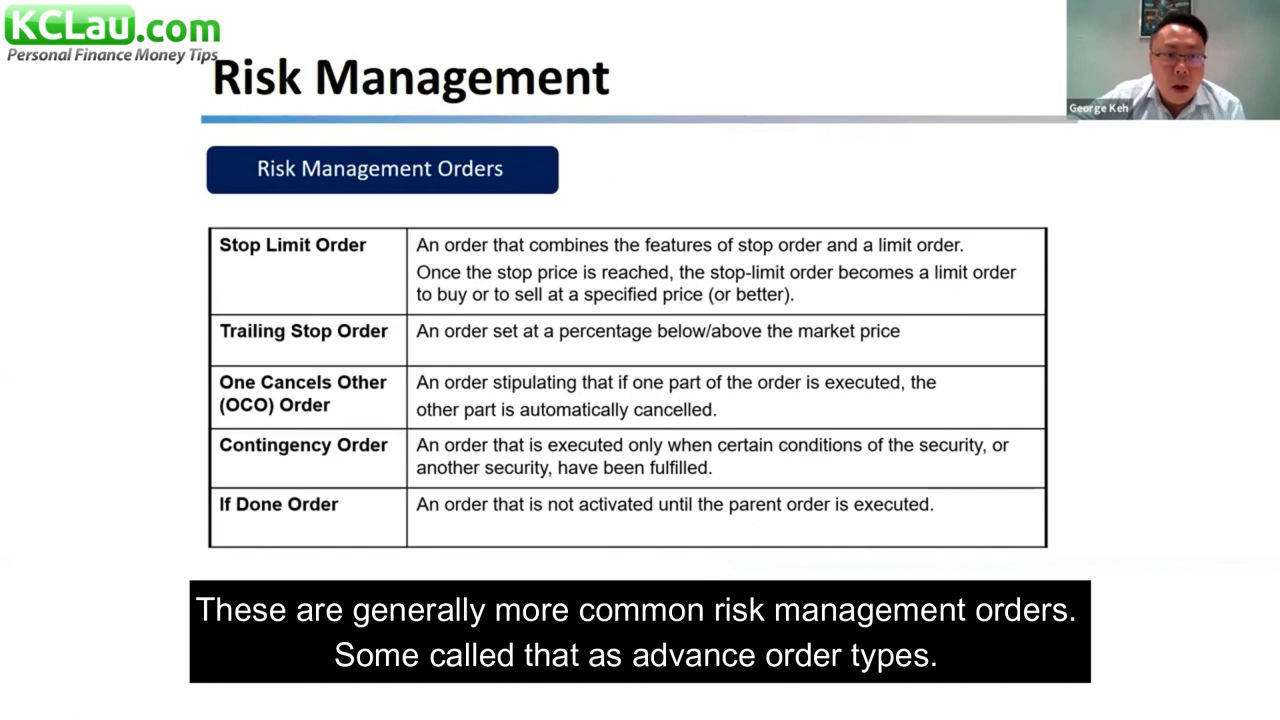 KCLau.com
Personal Finance Money Tips
Risk Management
George Keh
Risk Management Orders
Stop Limit Order
An order that combines the features of stop order and a limit order.
Once the stop price is reached, the stop-limit order becomes a limit order
to buy or to sell at a specified price (or better).
Trailing Stop Order
An order set at a percentage below/above the market price
One Cancels Other
(OCO) Order
An order stipulating that if one part of the order is executed, the
other part is automatically cancelled.
Contingency Order
An order that is executed only when certain conditions of the security, or
another security, have been fulfilled.
If Done Order
An order that is not activated until the parent order is executed.
These are generally more common risk management orders.
Some called that as advance order types.